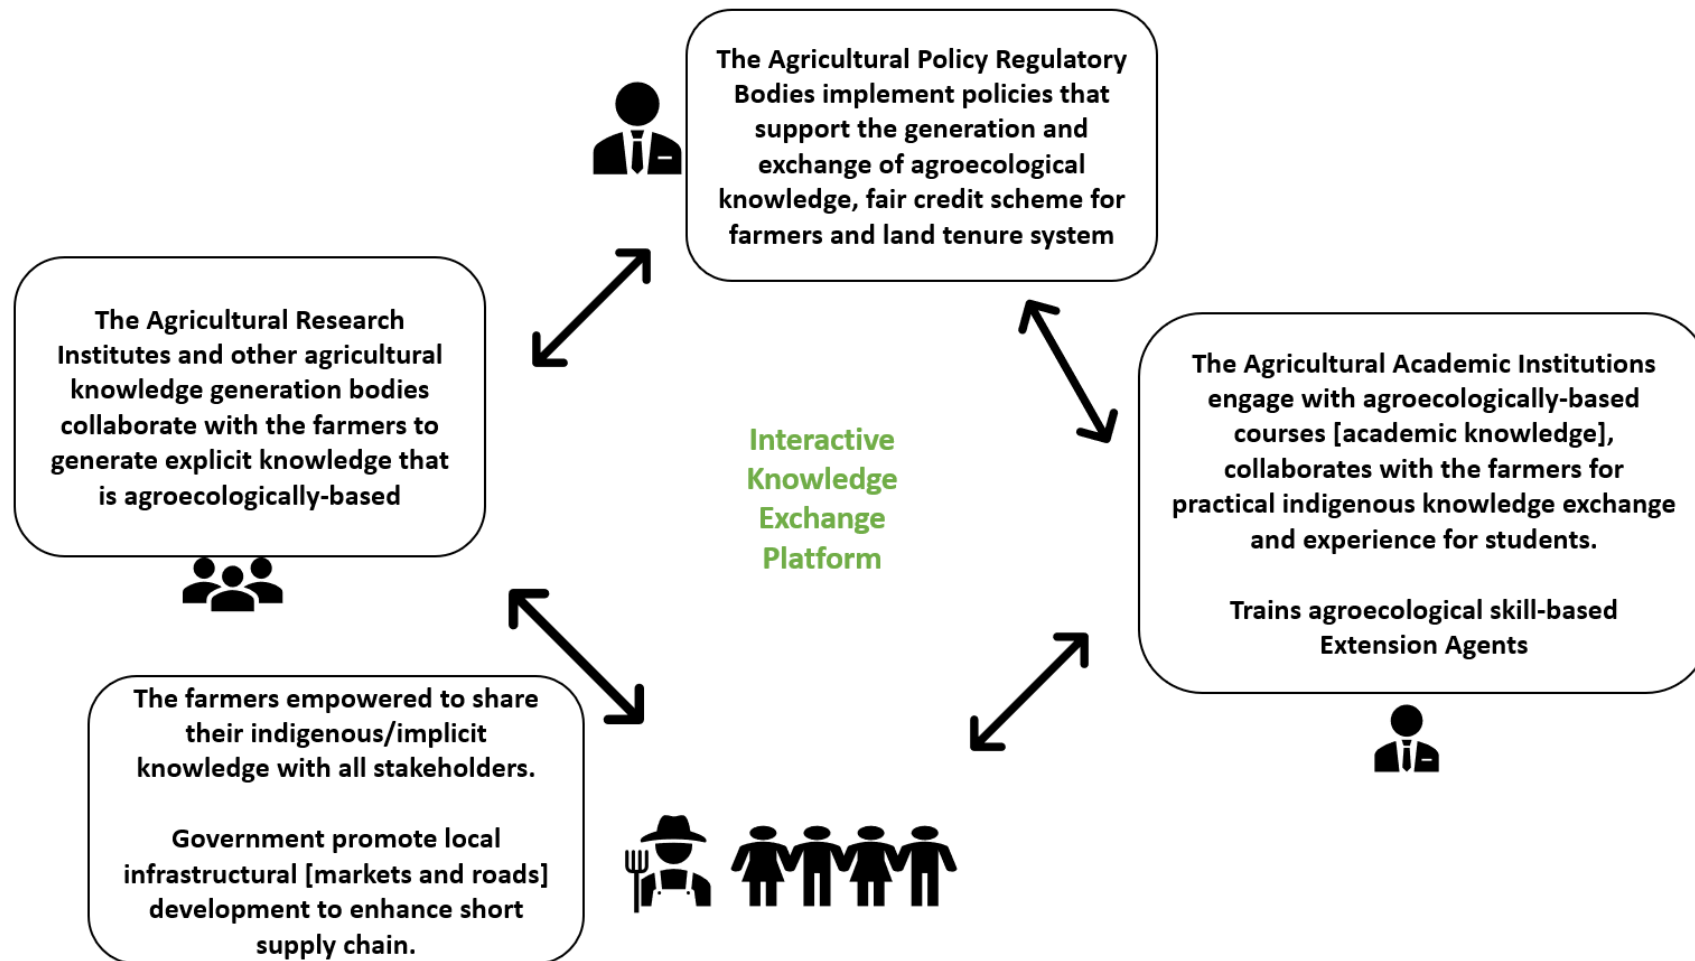 The Agricultural Policy Regulatory
Bodies implement policies that
support the generation and
exchange of agroecological
knowledge, fair credit scheme for
farmers and land tenure system
The Agricultural Research
Institutes and other agricultural
knowledge generation bodies
collaborate with the farmers to
generate explicit knowledge that
is agroecologically-based
The Agricultural Academic Institutions
engage with agroecologically-based
courses [academic knowledge],
collaborates with the farmers for
practical indigenous knowledge exchange
and experience for students.
Trains agroecological skill-based
Extension Agents
Interactive
Knowledge
Exchange
Platform
The farmers empowered to share
their indigenous/implicit
knowledge with all stakeholders.
Government promote local
infrastructural [markets and roads]
development to enhance short
supply chain.